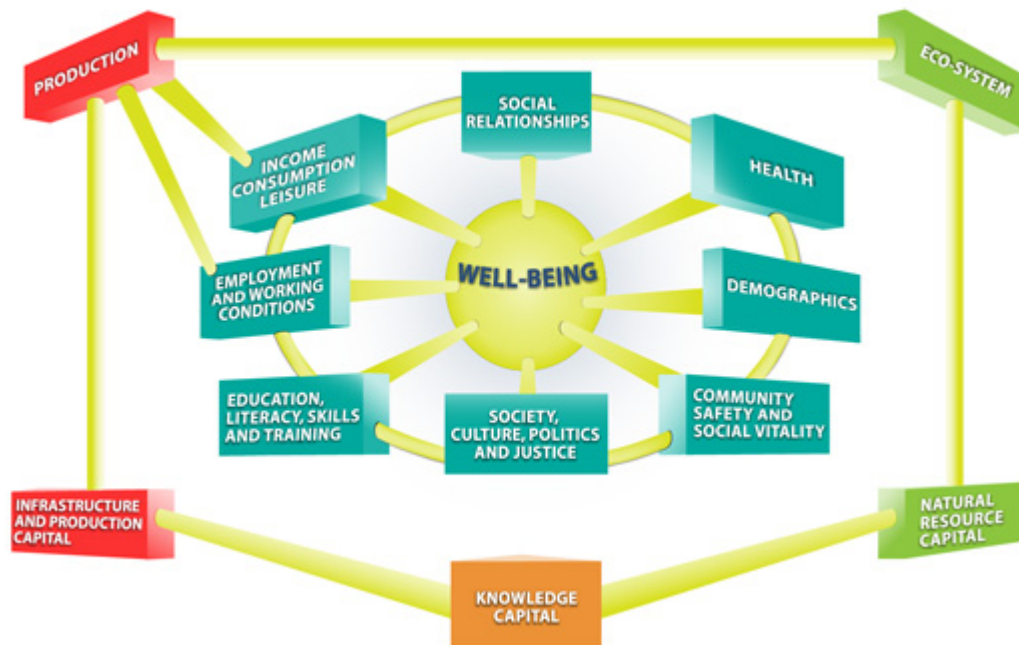 PRODUCTION
ECO-SYSTEM
SOCIAL
RELATIONSHIPS
INCOME
CONSUMPTION
LEISURE
HEALTH
WELL-BEING
EMPLOYMENT
AND WORKING
CONDITIONS
DEMOGRAPHICS
EDUCATION,
LITERACY, SKILLS
AND TRAINING
SOCIETY,
CULTURE, POLITICS
AND JUSTICE
COMMUNITY
SAFETY AND
SOCIAL VITALITY
INFRASTRUCTURE
AND PRODUCTION
CAPITAL
NATURAL
RESOURCE
CAPITAL
KNOWLEDGE
CAPITAL